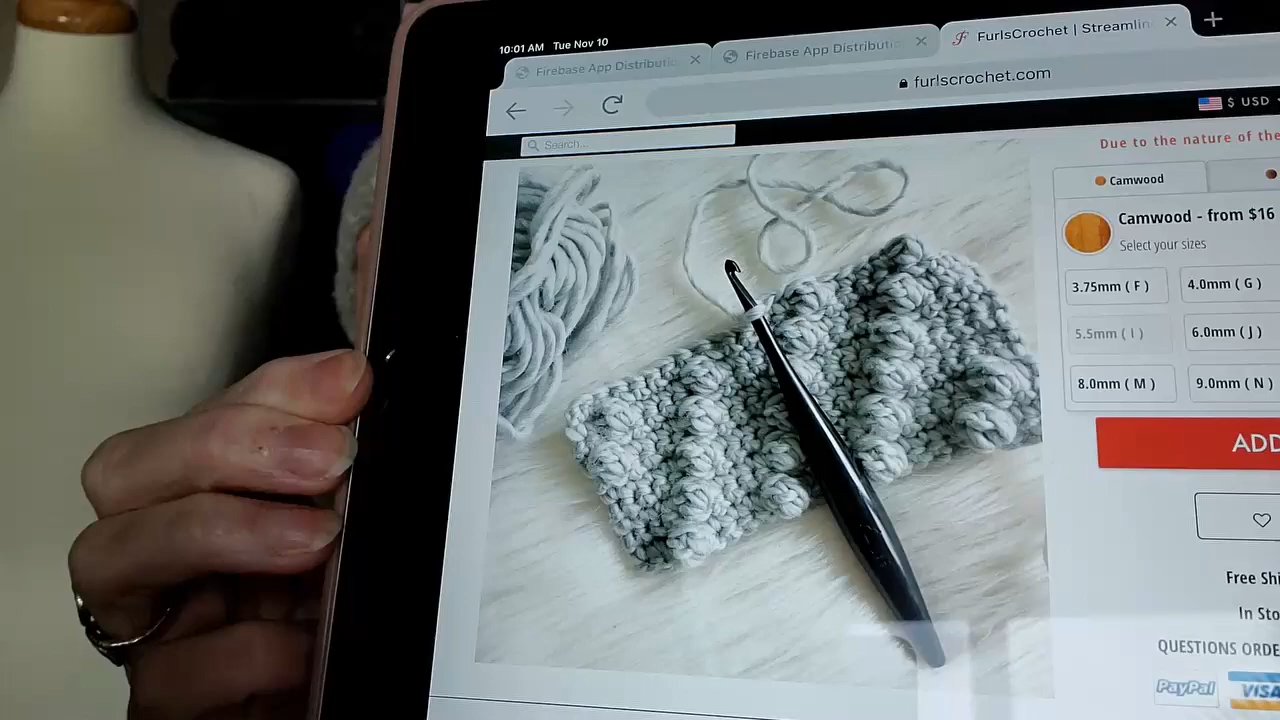 10:01 AM Tue Nov 10
Firebase App Distributi
Firebase App Distributi
FurlsCrochet | Streamlin
furlscrochet.com
$ USD
Search...
Due to the nature of the
Camwood
Camwood - from $16
Select your sizes
3.75mm ( F )
4.0mm ( G )
5.5mm ( I )
6.0mm ( J )
8.0mm ( M )
9.0mm ( N )
ADD
Free Shi
In Sto
QUESTIONS ORDE
PayPal
VISA